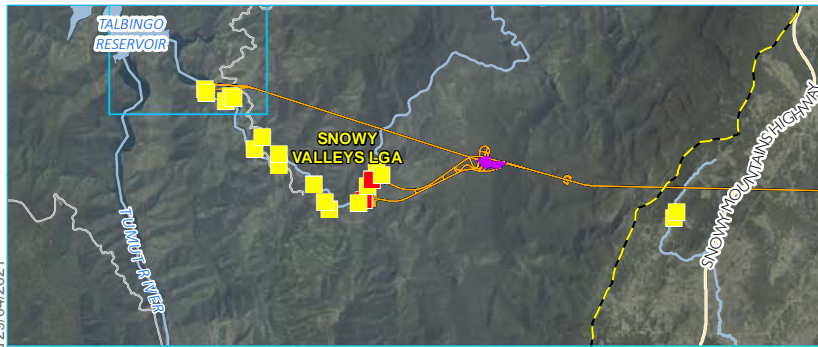 TALBINGO
RESERVOIR
SNOWY
VALLEYS LGA
TUMUT RIVER
SNOWY MOUNTAINS HIGHWAY